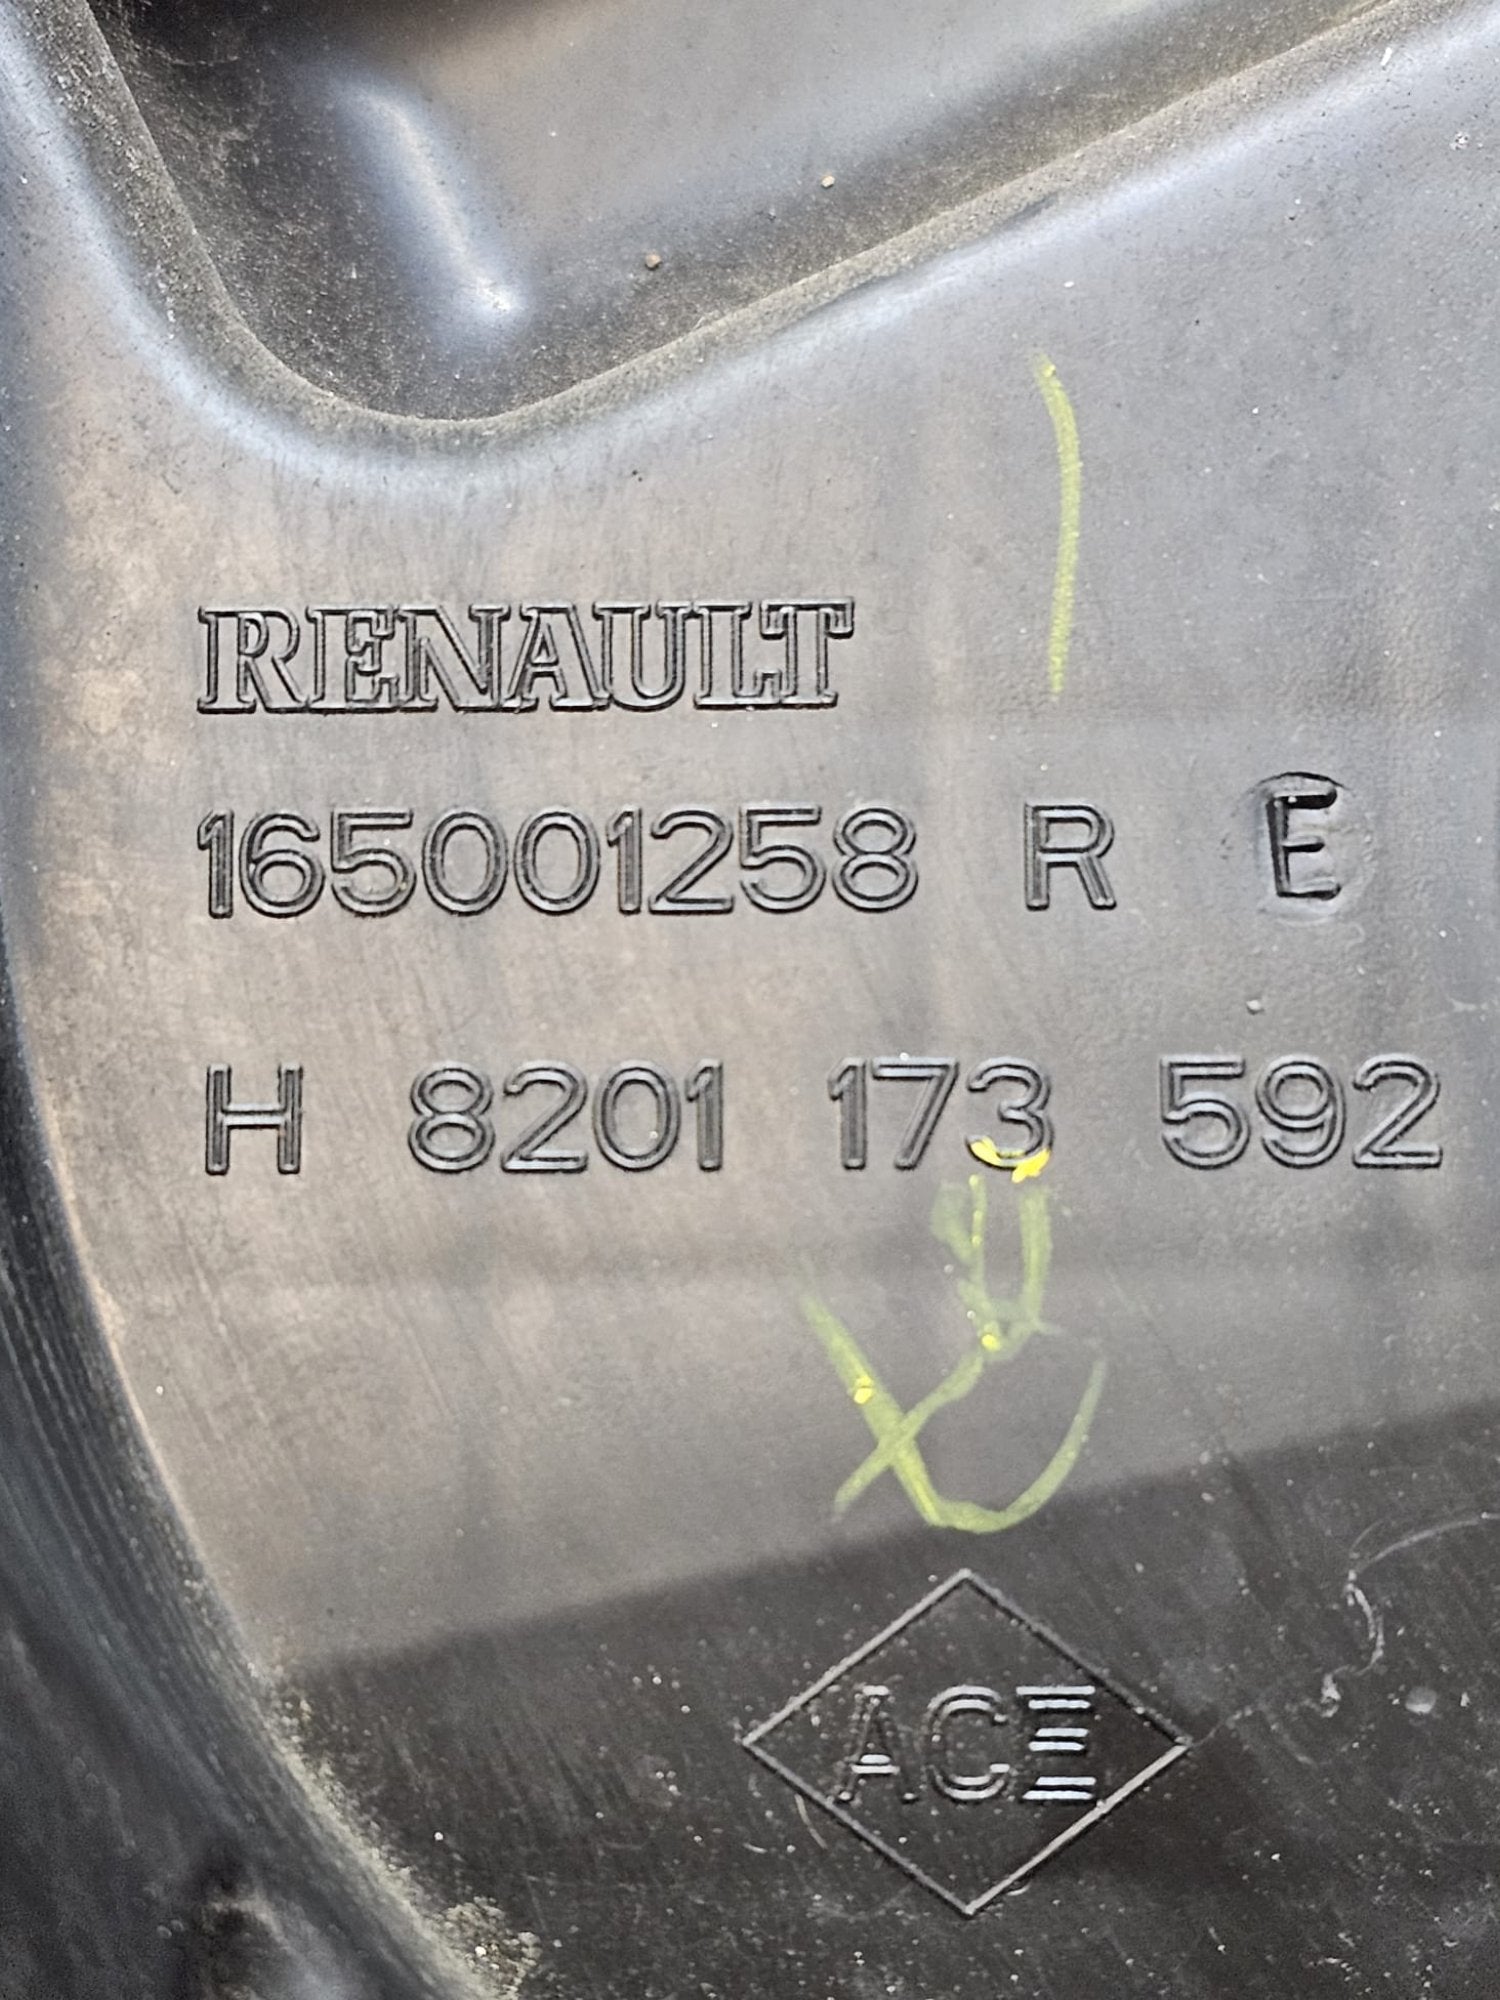 RENAULT
165001258 R E
H 8201 173 592
ACE